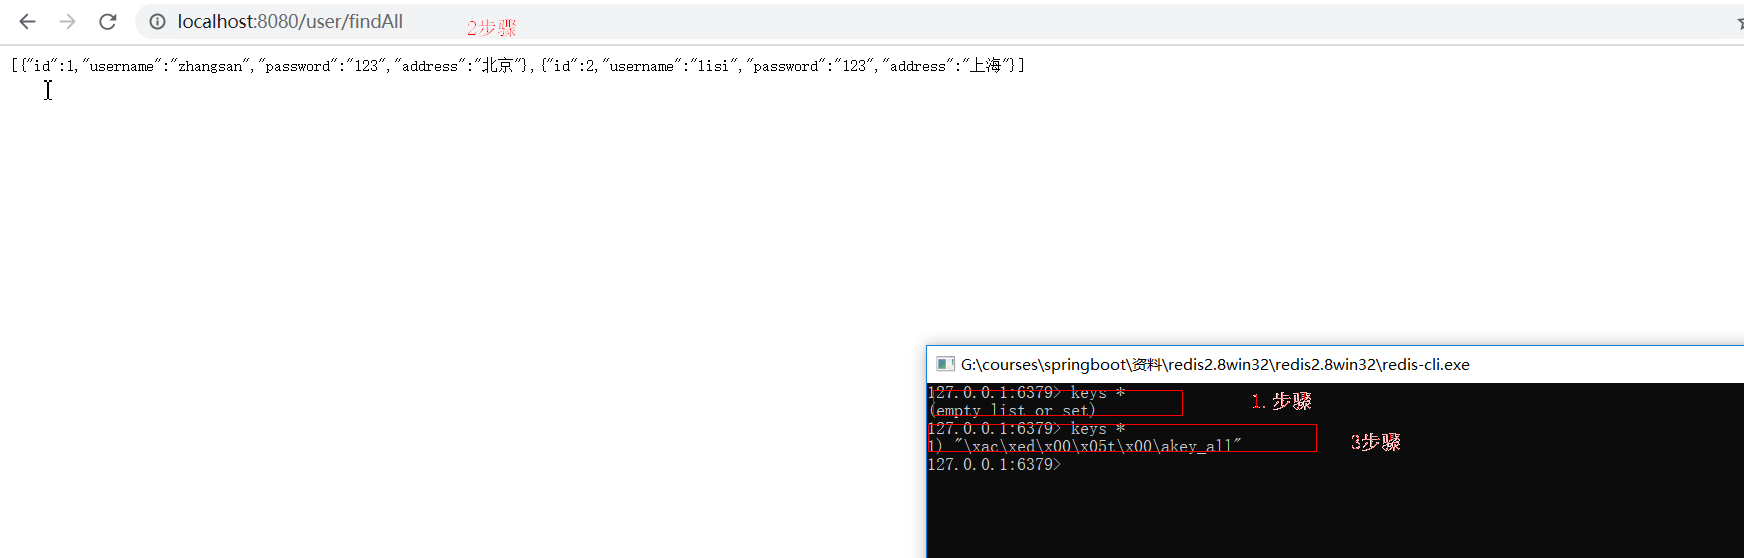 localhost:8080/user/findAll
2步骤
[{"id":1,"username":"zhangsan","password":"123","address":"北京"},{"id":2,"username":"lisi","password":"123","address":"上海"}]
G:\courses\springboot\资料\redis2.8win32\redis2.8win32\redis-cli.exe
127.0.0.1:6379> keys *
(empty list or set)
1.步骤
127.0.0.1:6379> keys *
1) "\xac\xed\x00\x05t\x00\akey_all"
3步骤
127.0.0.1:6379>